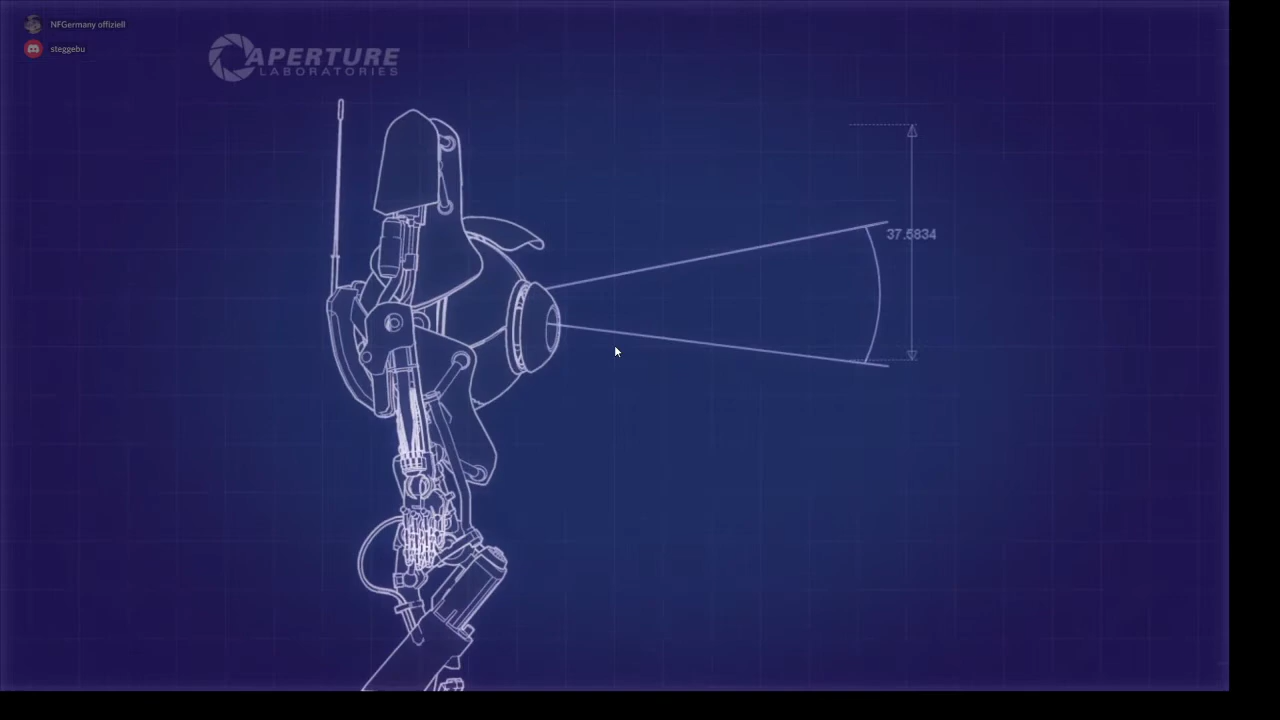 NFGermany offiziell
steggebu
APERTURE
LABORATORIES
37.5834